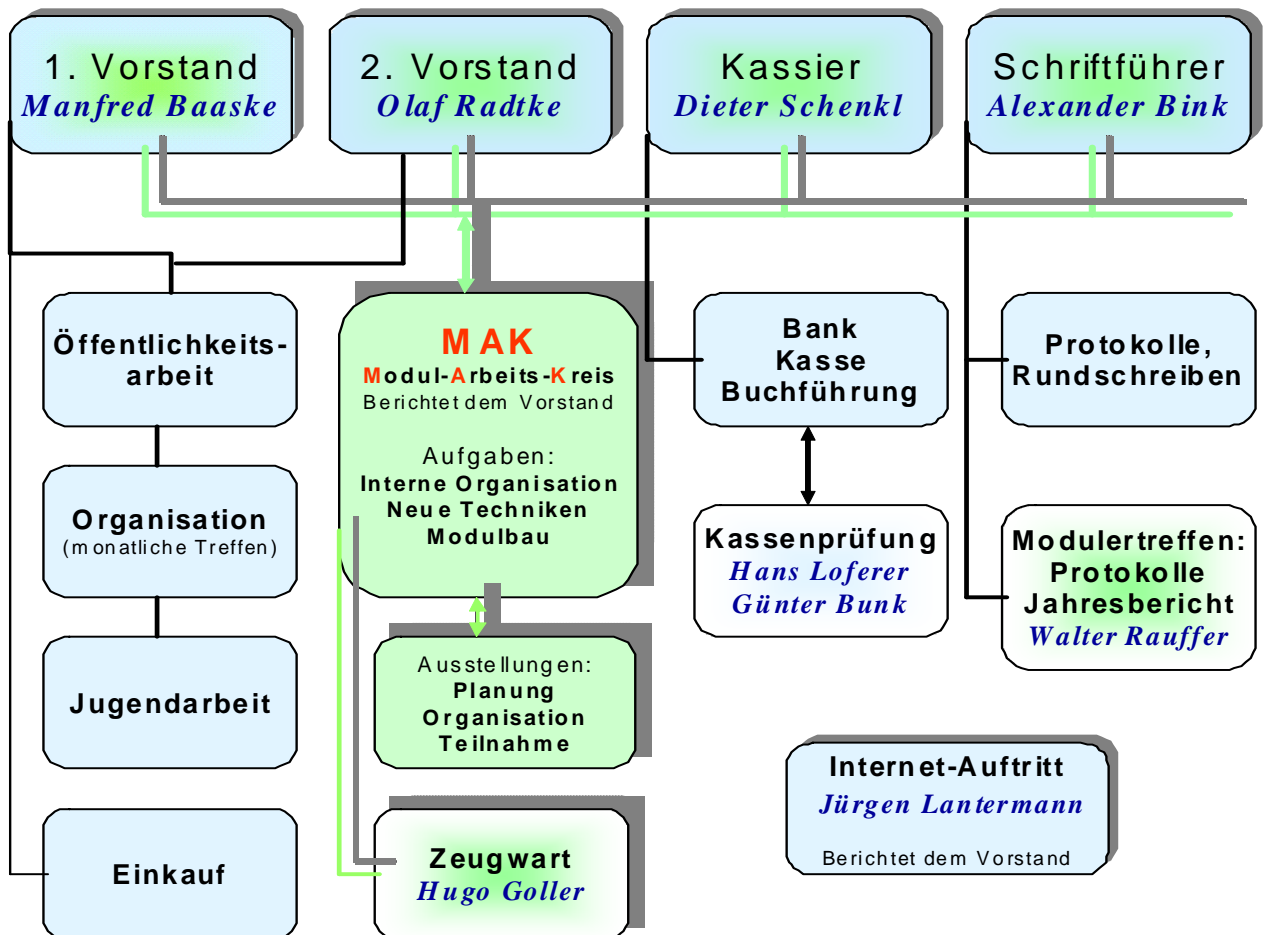 1. Vorstand
Manfred Baaske
2. Vorstand
Olaf Radtke
Kassier
Dieter Schenkl
Schriftführer
Alexander Bink
Öffentlichkeits-
arbeit
Organisation
(monatliche Treffen)
Jugendarbeit
Einkauf
MAK
Modul-Arbeits-Kreis
Berichtet dem Vorstand
Aufgaben:
Interne Organisation
Neue Techniken
Modulbau
Ausstellungen:
Planung
Organisation
Teilnahme
Zeugwart
Hugo Goller
Bank
Kasse
Buchführung
Kassenprüfung
Hans Loferer
Günter Bunk
Protokolle,
Rundschreiben
Modulertreffen:
Protokolle
Jahresbericht
Walter Rauffer
Internet-Auftritt
Jürgen Lantermann
Berichtet dem Vorstand